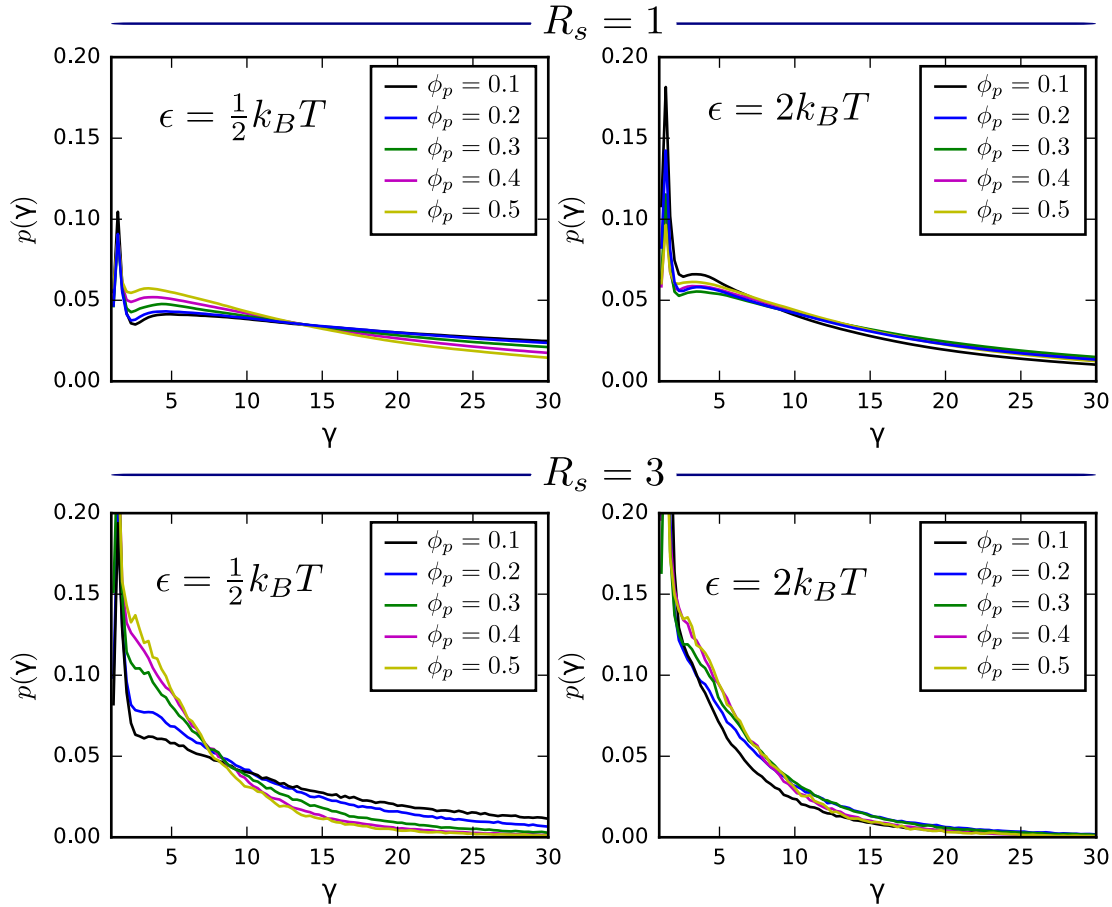 R_s = 1
0.20
0.15
0.10
0.05
0.00
p(γ)
5 10 15 20 25 30
γ
ϵ = ½ k_B T
ϕ_p = 0.1
ϕ_p = 0.2
ϕ_p = 0.3
ϕ_p = 0.4
ϕ_p = 0.5
0.20
0.15
0.10
0.05
0.00
p(γ)
5 10 15 20 25 30
γ
ϵ = 2k_B T
ϕ_p = 0.1
ϕ_p = 0.2
ϕ_p = 0.3
ϕ_p = 0.4
ϕ_p = 0.5
R_s = 3
0.20
0.15
0.10
0.05
0.00
p(γ)
5 10 15 20 25 30
γ
ϵ = ½ k_B T
ϕ_p = 0.1
ϕ_p = 0.2
ϕ_p = 0.3
ϕ_p = 0.4
ϕ_p = 0.5
0.20
0.15
0.10
0.05
0.00
p(γ)
5 10 15 20 25 30
γ
ϵ = 2k_B T
ϕ_p = 0.1
ϕ_p = 0.2
ϕ_p = 0.3
ϕ_p = 0.4
ϕ_p = 0.5